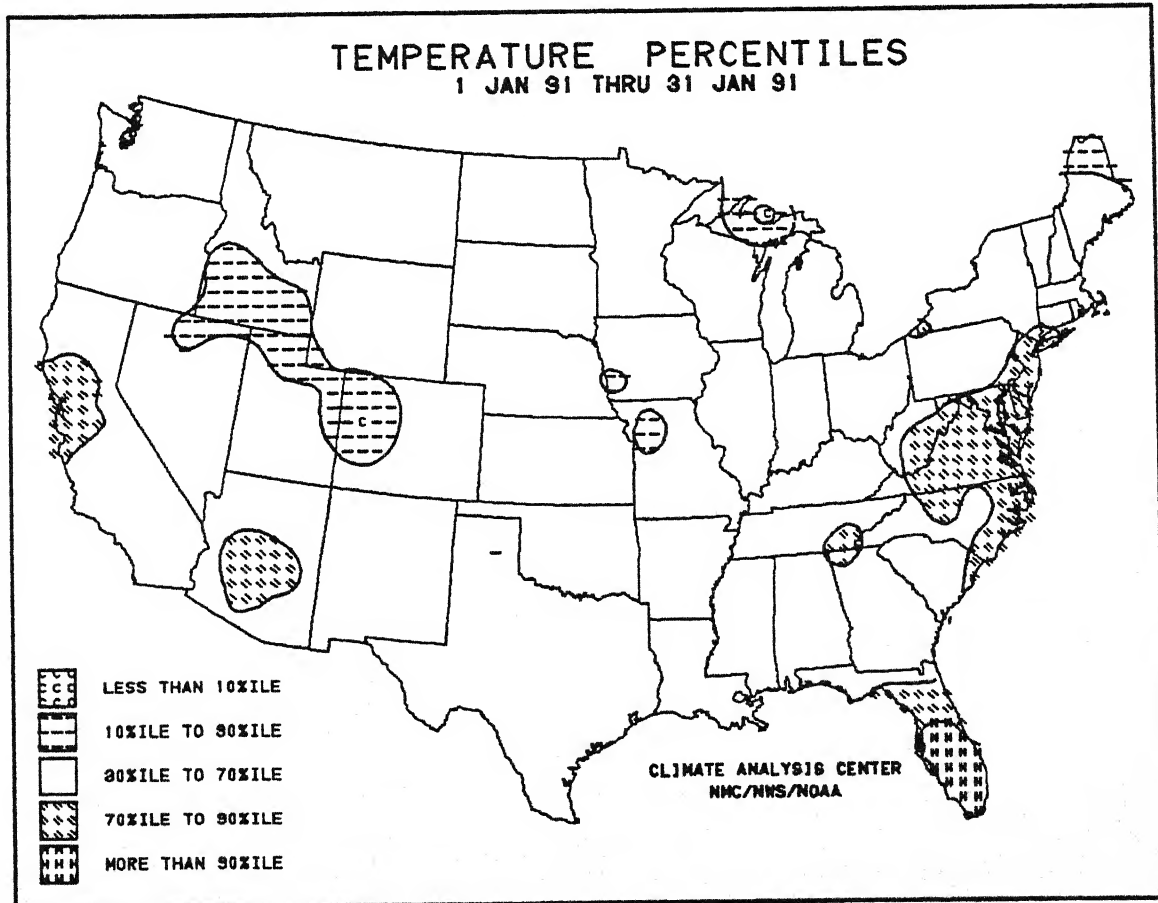 TEMPERATURE PERCENTILES
1 JAN 91 THRU 31 JAN 91
C
C
C LESS THAN 10%ILE
10%ILE TO 30%ILE
30%ILE TO 70%ILE
70%ILE TO 90%ILE
H H H MORE THAN 90%ILE
CLIMATE ANALYSIS CENTER
NMC/NWS/NOAA